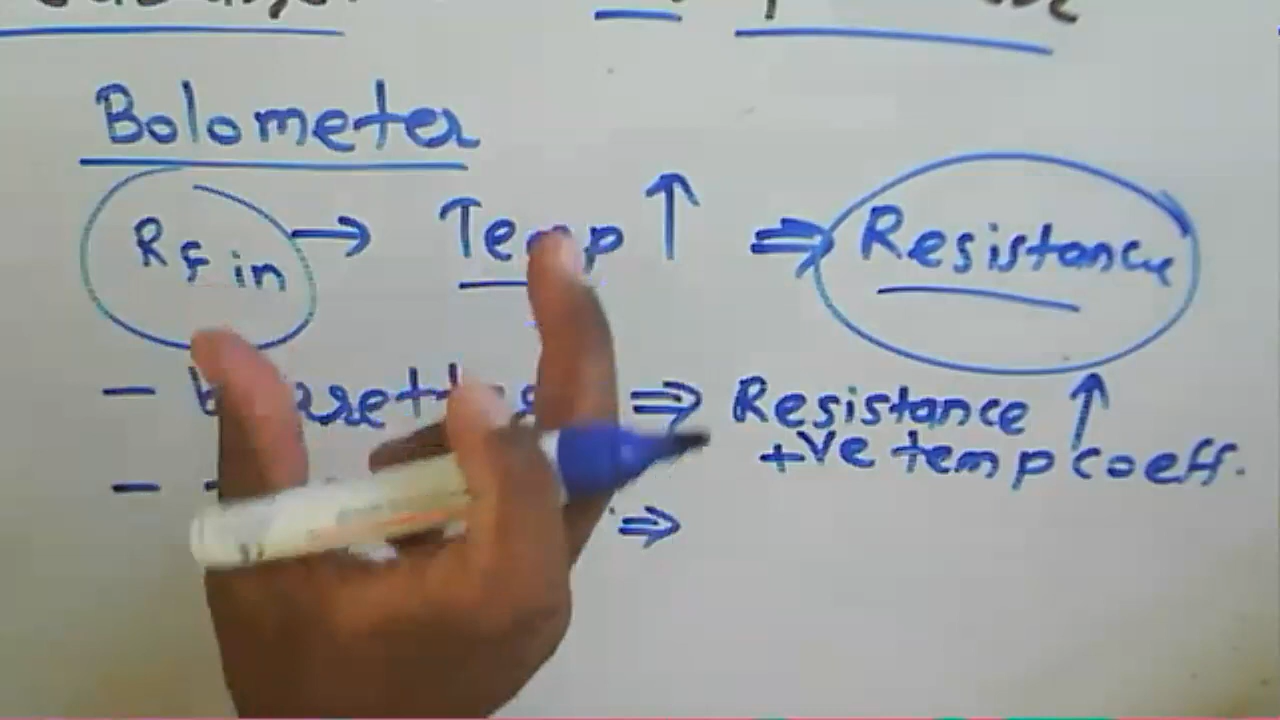 Bolometer
RF in → Temp ↑ ⇒ Resistance
– ⇒ Resistance ↑
+ve temp coeff.
– ⇒